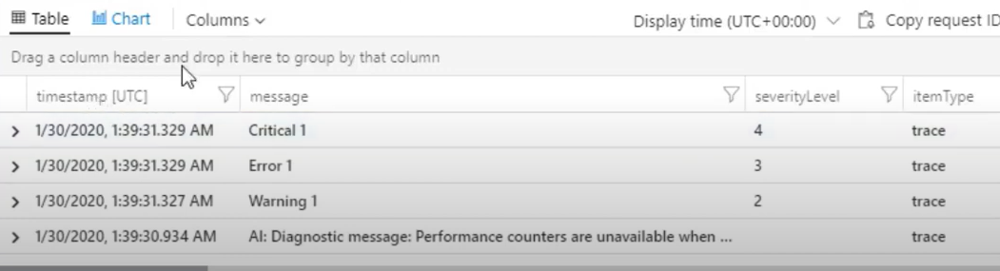 Table Chart Columns Display time (UTC+00:00) Copy request ID
Drag a column header and drop it here to group by that column
timestamp [UTC] message severityLevel itemType
1/30/2020, 1:39:31.329 AM Critical 1 4 trace
1/30/2020, 1:39:31.329 AM Error 1 3 trace
1/30/2020, 1:39:31.327 AM Warning 1 2 trace
1/30/2020, 1:39:30.934 AM AI: Diagnostic message: Performance counters are unavailable when ... trace